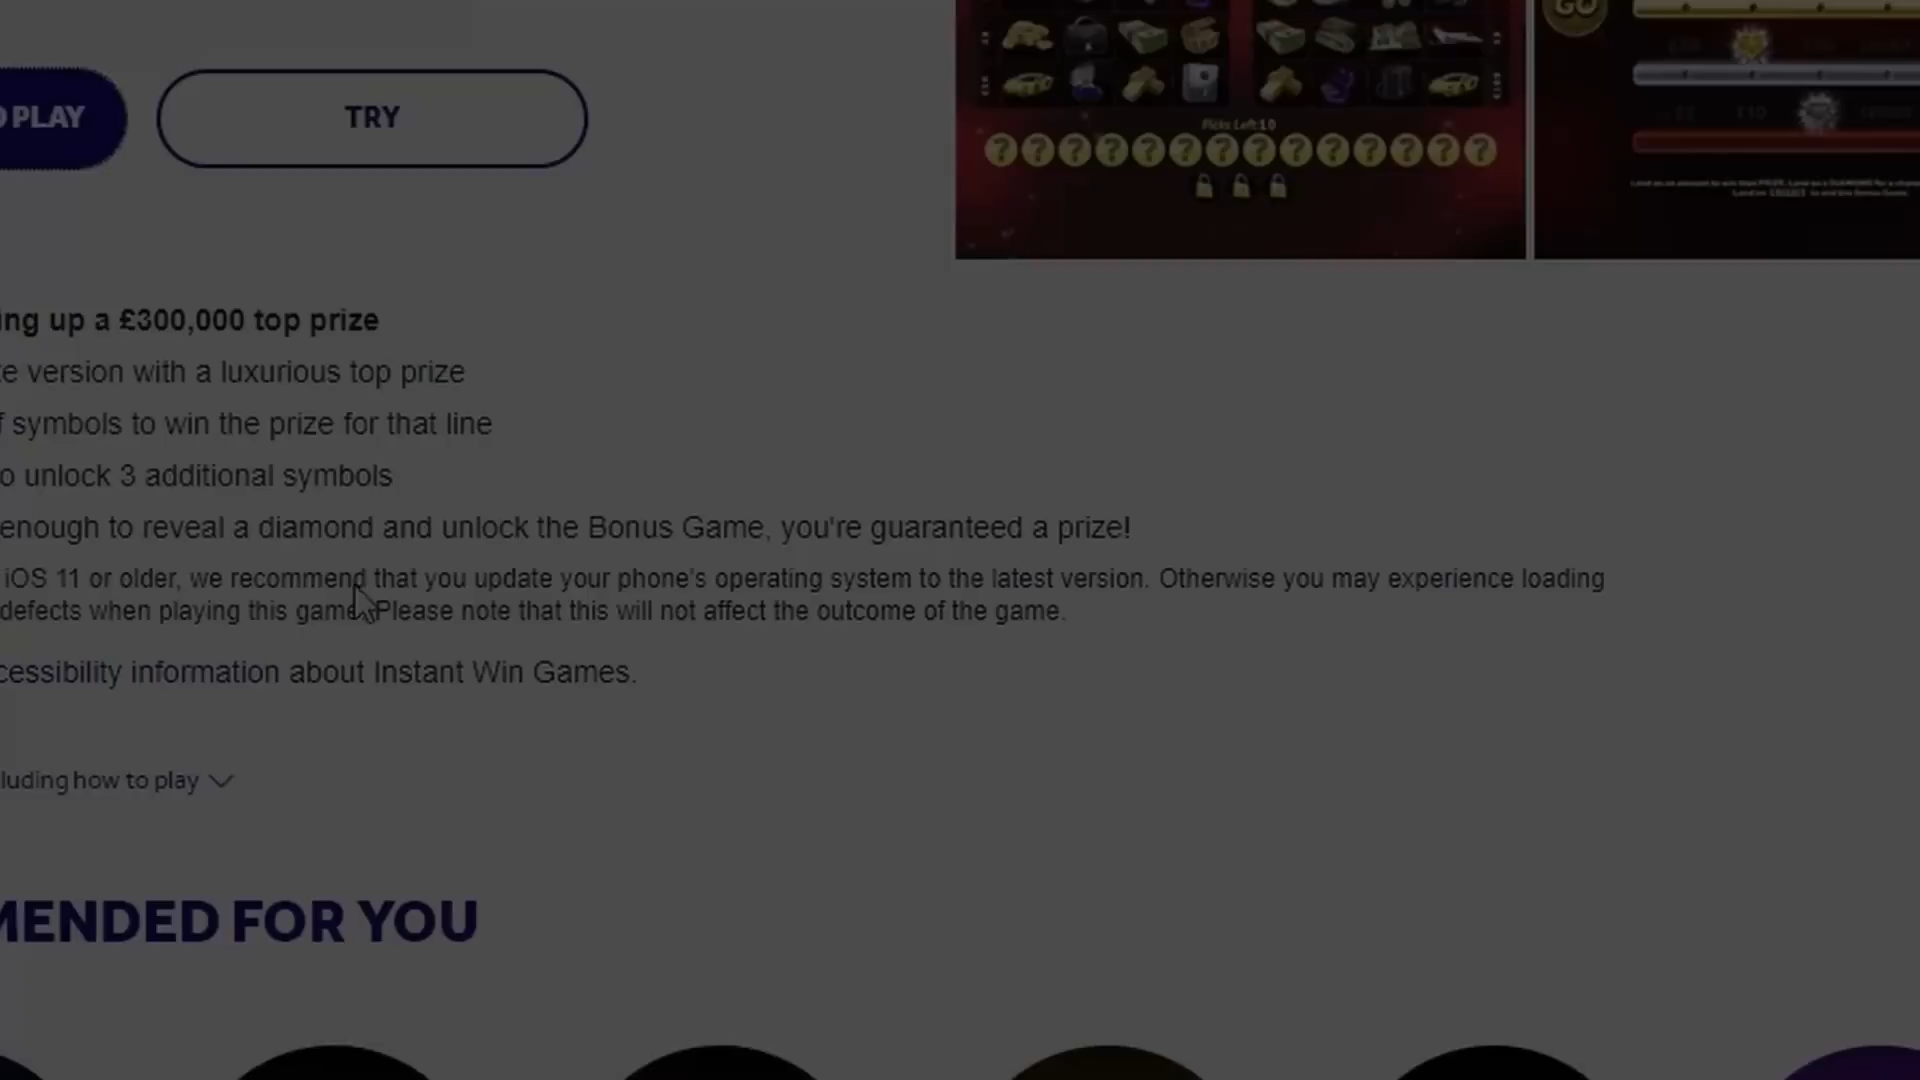 GO
PLAY
TRY
Picks Left:10
ing up a £300,000 top prize
version with a luxurious top prize
symbols to win the prize for that line
o unlock 3 additional symbols
enough to reveal a diamond and unlock the Bonus Game, you're guaranteed a prize!
iOS 11 or older, we recommend that you update your phone's operating system to the latest version. Otherwise you may experience loading
defects when playing this game. Please note that this will not affect the outcome of the game.
cessibility information about Instant Win Games.
luding how to play
MENDED FOR YOU